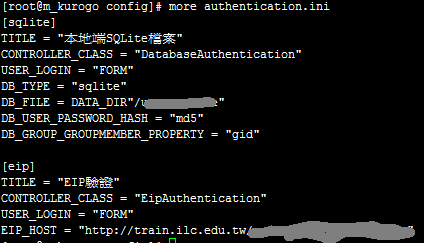 [root@m_kurogo config]# more authentication.ini
[sqlite]
TITLE = "本地端SQLite檔案"
CONTROLLER_CLASS = "DatabaseAuthentication"
USER_LOGIN = "FORM"
DB_TYPE = "sqlite"
DB_FILE = DATA_DIR"/
DB_USER_PASSWORD_HASH = "md5"
DB_GROUP_GROUPMEMBER_PROPERTY = "gid"
[eip]
TITLE = "EIP驗證"
CONTROLLER_CLASS = "EipAuthentication"
USER_LOGIN = "FORM"
EIP_HOST = "http://train.ilc.edu.tw/